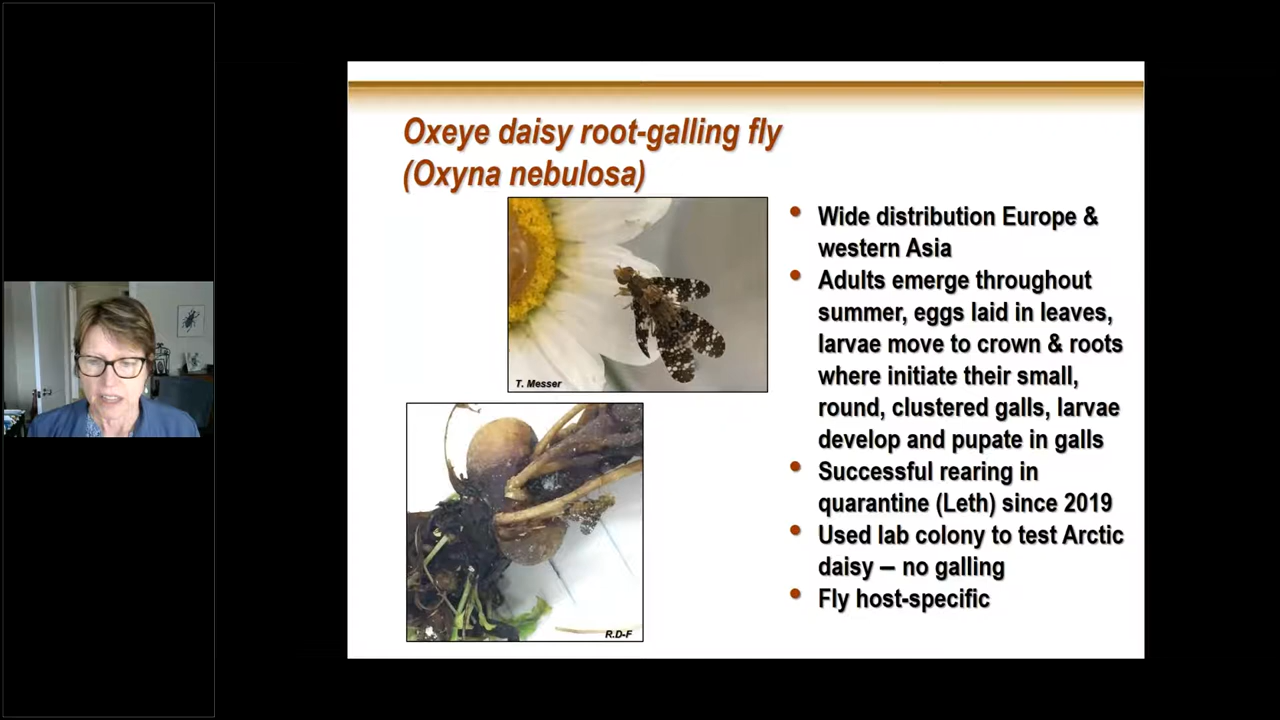 Oxeye daisy root-galling fly
(Oxyna nebulosa)
T. Messer
R.D-F
Wide distribution Europe &
western Asia
Adults emerge throughout
summer, eggs laid in leaves,
larvae move to crown & roots
where initiate their small,
round, clustered galls, larvae
develop and pupate in galls
Successful rearing in
quarantine (Leth) since 2019
Used lab colony to test Arctic
daisy – no galling
Fly host-specific